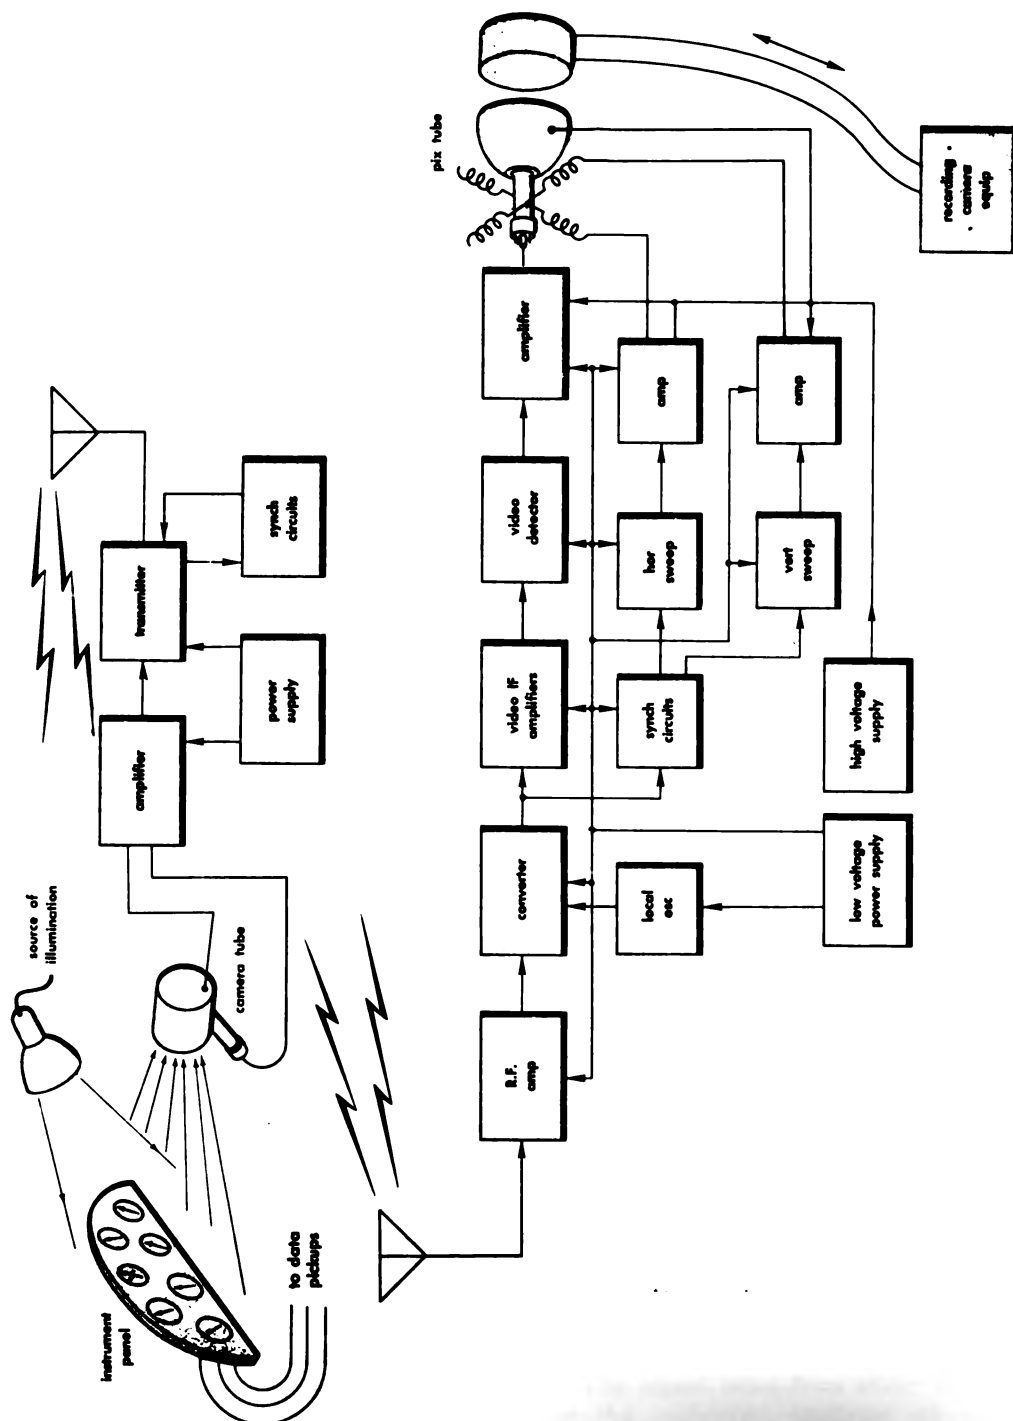 instrument
panel
source of
illumination
camera tube
to data
pickups
amplifier
transmitter
power
supply
synch
circuits
R.F.
amp
converter
video IF
amplifiers
video
detector
amplifier
pix tube
local
osc
synch
circuits
hor
sweep
amp
vert
sweep
amp
low voltage
power supply
high voltage
supply
recording
camera
equip